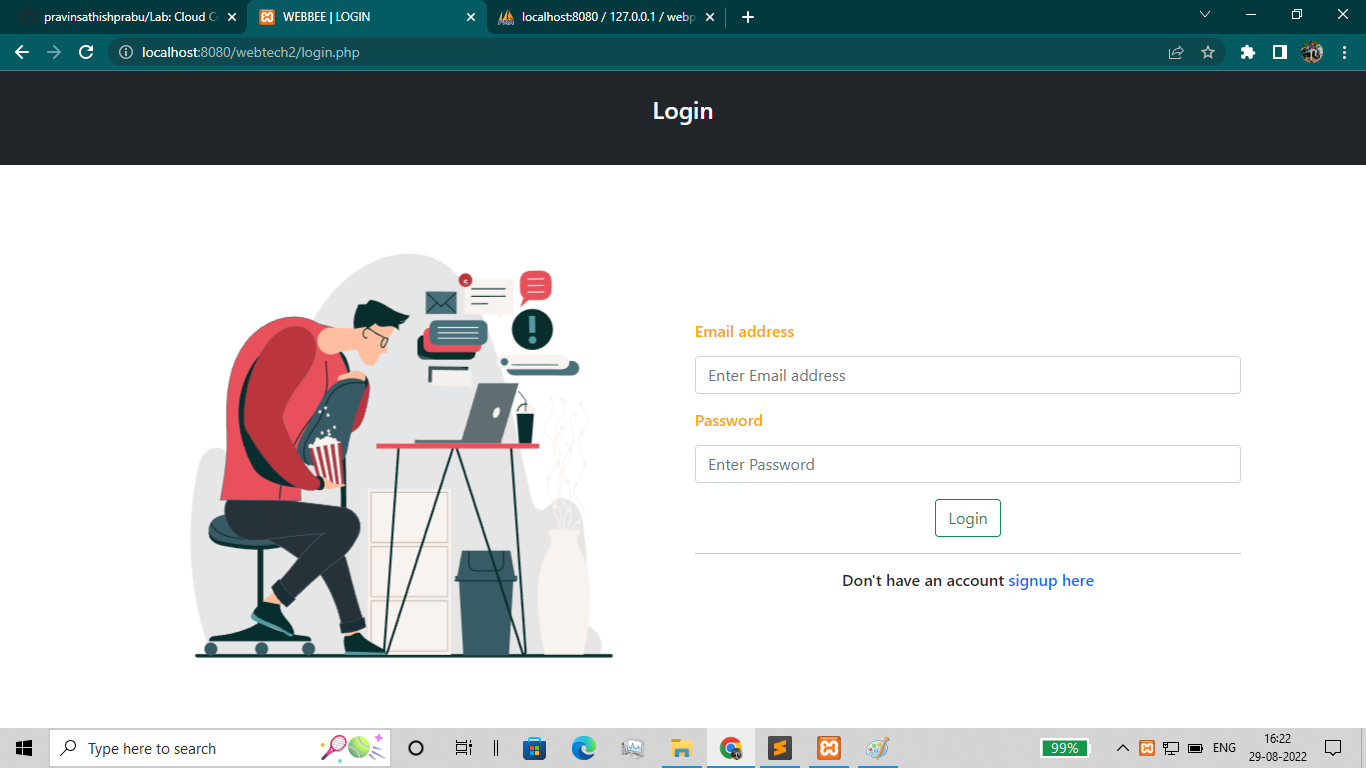 pravinsathishprabu/Lab: Cloud C
WEBBEE | LOGIN
localhost:8080 / 127.0.0.1 / webp
localhost:8080/webtech2/login.php
Login
Email address
Enter Email address
Password
Enter Password
Login
Don't have an account signup here
Type here to search
99%
ENG
16:22
29-08-2022